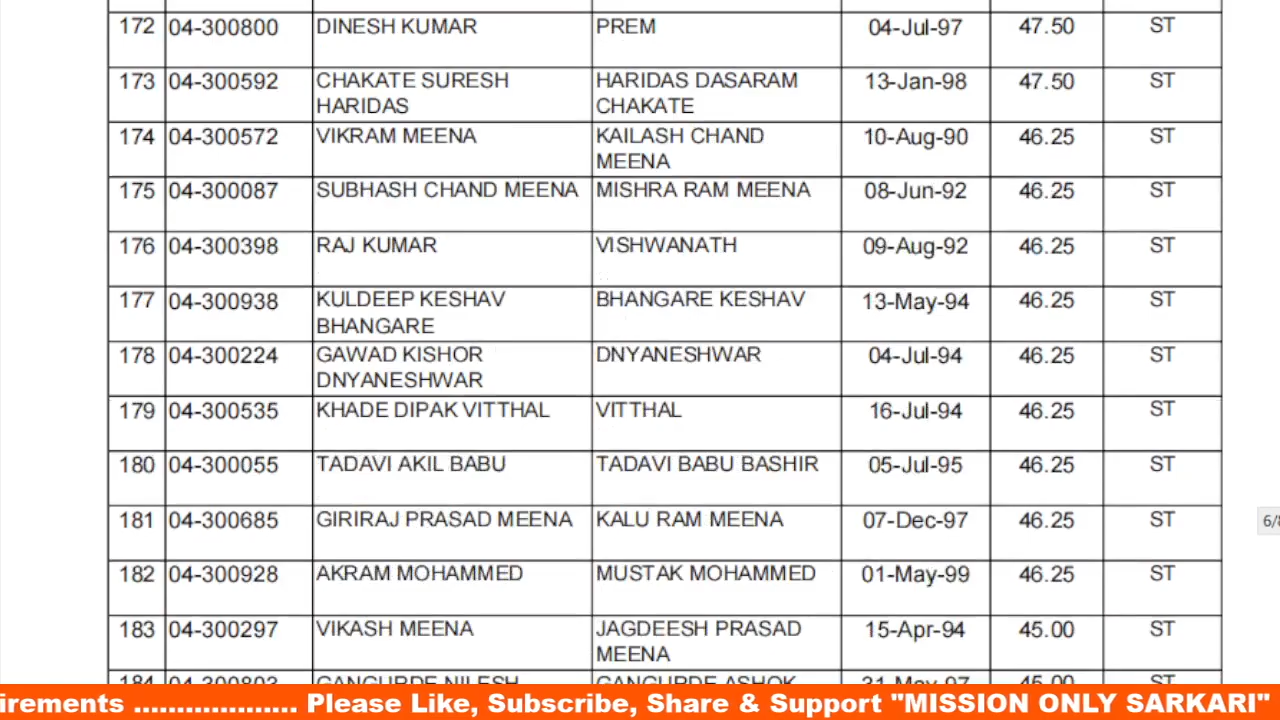 172 04-300800 DINESH KUMAR PREM 04-Jul-97 47.50 ST
173 04-300592 CHAKATE SURESH HARIDAS DASARAM 13-Jan-98 47.50 ST
HARIDAS CHAKATE
174 04-300572 VIKRAM MEENA KAILASH CHAND 10-Aug-90 46.25 ST
MEENA
175 04-300087 SUBHASH CHAND MEENA MISHRA RAM MEENA 08-Jun-92 46.25 ST
176 04-300398 RAJ KUMAR VISHWANATH 09-Aug-92 46.25 ST
177 04-300938 KULDEEP KESHAV BHANGARE KESHAV 13-May-94 46.25 ST
BHANGARE
178 04-300224 GAWAD KISHOR DNYANESHWAR 04-Jul-94 46.25 ST
DNYANESHWAR
179 04-300535 KHADE DIPAK VITTHAL VITTHAL 16-Jul-94 46.25 ST
180 04-300055 TADAVI AKIL BABU TADAVI BABU BASHIR 05-Jul-95 46.25 ST
181 04-300685 GIRIRAJ PRASAD MEENA KALU RAM MEENA 07-Dec-97 46.25 ST
6/8
182 04-300928 AKRAM MOHAMMED MUSTAK MOHAMMED 01-May-99 46.25 ST
183 04-300297 VIKASH MEENA JAGDEESH PRASAD 15-Apr-94 45.00 ST
MEENA
184 04-300803 GANGURDE NILESH GANGURDE ASHOK 31-May-97 45.00 ST
irements ................... Please Like, Subscribe, Share & Support "MISSION ONLY SARKARI"